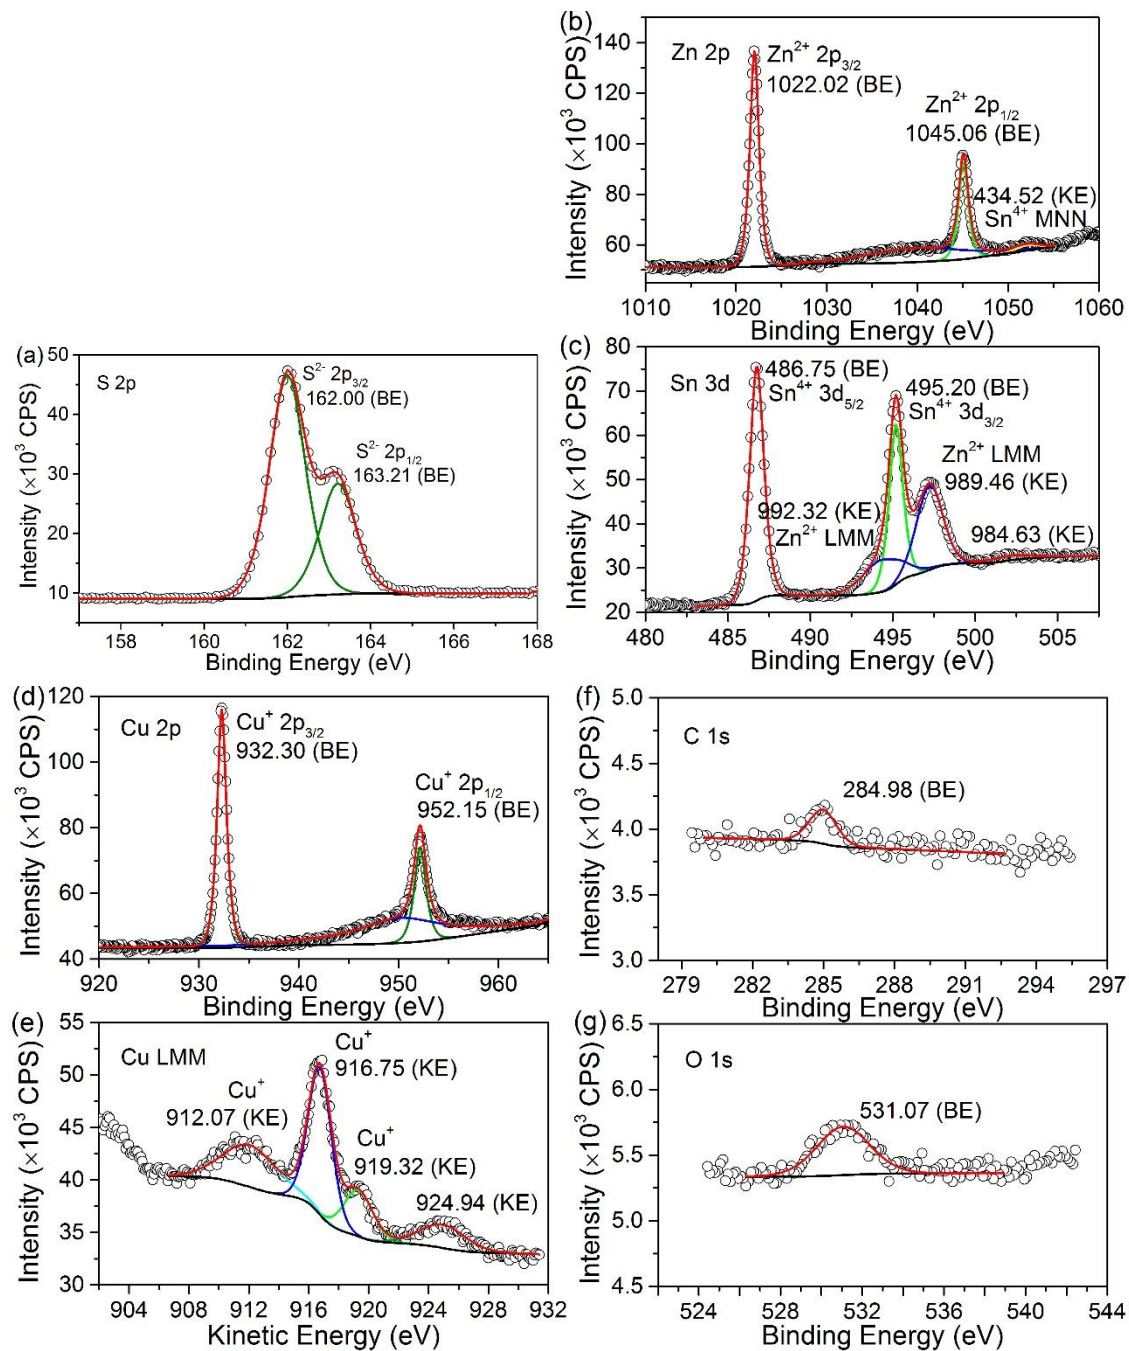 (b)
Zn 2p
Zn²⁺ 2p₃/₂
1022.02 (BE)
Zn²⁺ 2p₁/₂
1045.06 (BE)
434.52 (KE)
Sn⁴⁺ MNN
140
120
100
80
60
Intensity (×10³ CPS)
1010 1020 1030 1040 1050 1060
Binding Energy (eV)
(a)
S 2p
S²⁻ 2p₃/₂
162.00 (BE)
S²⁻ 2p₁/₂
163.21 (BE)
50
40
30
20
10
Intensity (×10³ CPS)
158 160 162 164 166 168
Binding Energy (eV)
(c)
Sn 3d
486.75 (BE)
Sn⁴⁺ 3d₅/₂
495.20 (BE)
Sn⁴⁺ 3d₃/₂
Zn²⁺ LMM
989.46 (KE)
992.32 (KE)
Zn²⁺ LMM
984.63 (KE)
80
70
60
50
40
30
20
Intensity (×10³ CPS)
480 485 490 495 500 505
Binding Energy (eV)
(d)
Cu 2p
Cu⁺ 2p₃/₂
932.30 (BE)
Cu⁺ 2p₁/₂
952.15 (BE)
120
100
80
60
40
Intensity (×10³ CPS)
920 930 940 950 960
Binding Energy (eV)
(f)
C 1s
284.98 (BE)
5.0
4.5
4.0
3.5
3.0
Intensity (×10³ CPS)
279 282 285 288 291 294 297
Binding Energy (eV)
(e)
Cu LMM
Cu⁺
916.75 (KE)
Cu⁺
912.07 (KE)
Cu⁺
919.32 (KE)
924.94 (KE)
55
50
45
40
35
30
Intensity (×10³ CPS)
904 908 912 916 920 924 928 932
Kinetic Energy (eV)
(g)
O 1s
531.07 (BE)
6.5
6.0
5.5
5.0
4.5
Intensity (×10³ CPS)
524 528 532 536 540 544
Binding Energy (eV)